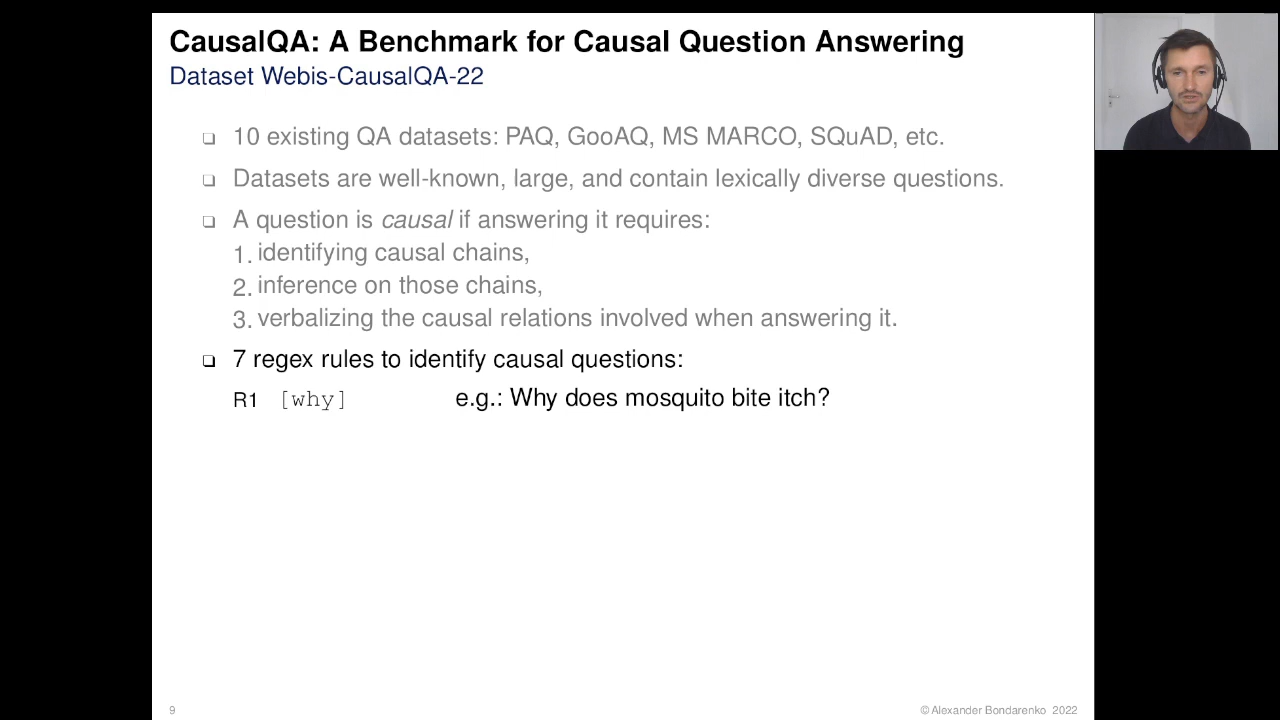 CausalQA: A Benchmark for Causal Question Answering
Dataset Webis-CausalQA-22
❑ 10 existing QA datasets: PAQ, GooAQ, MS MARCO, SQuAD, etc.
❑ Datasets are well-known, large, and contain lexically diverse questions.
❑ A question is causal if answering it requires:
1. identifying causal chains,
2. inference on those chains,
3. verbalizing the causal relations involved when answering it.
❑ 7 regex rules to identify causal questions:
R1 [why] e.g.: Why does mosquito bite itch?
9 © Alexander Bondarenko 2022